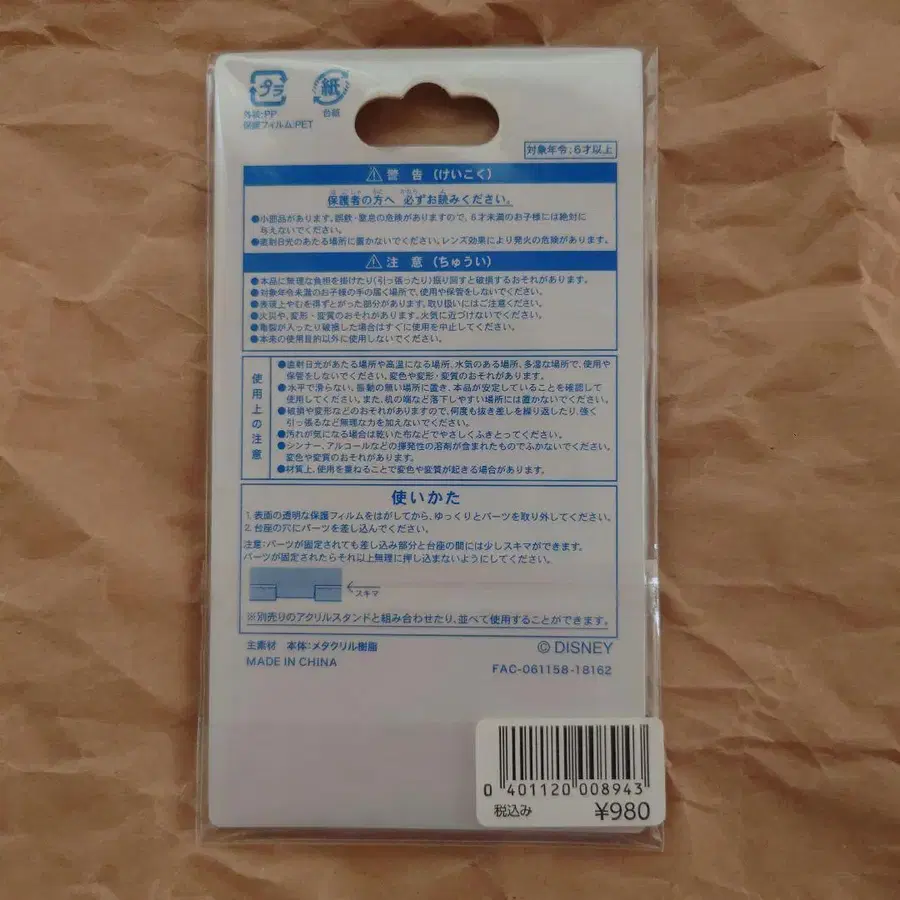 プラ
紙
外袋:PP
台紙
保護フィルム:PET
対象年令:6才以上
⚠警 告(けいこく)
保護者の方へ 必ずお読みください。
●小部品があります。誤飲・窒息の危険がありますので、6才未満のお子様には絶対に
与えないでください。
●直射日光のあたる場所に置かないでください。レンズ効果により発火の危険があります。
⚠注 意(ちゅうい)
●本品に無理な負担を掛けたり(引っ張ったり)振り回すと破損するおそれがあります。
●対象年令未満のお子様の手の届く場所で、使用や保管をしないでください。
●表現上やむを得ずとがった部分があります。取り扱いにはご注意ください。
●火災や、変形・変質のおそれがあります。火気に近づけないでください。
●亀裂が入ったり破損した場合はすぐに使用を中止してください。
●本来の使用目的以外に使用しないでください。
使用上の注意
●直射日光があたる場所や高温になる場所、水気のある場所、多湿な場所で、使用や
保管をしないでください。変色や変形・変質のおそれがあります。
●水平で滑らない、振動の無い場所に置き、本品が安定していることを確認して
使用してください。また、机の端など落下しやすい場所には置かないでください。
●破損や変形などのおそれがありますので、何度も抜き差しを繰り返したり、強く
引っ張るなど無理な力を加えないでください。
●汚れが気になる場合は乾いた布などでやさしくふきとってください。
●シンナー、アルコールなどの揮発性の溶剤が含まれたものでふかないでください。
変色や変質のおそれがあります。
●材質上、使用を重ねることで変色や変質が起きる場合があります。
使いかた
1.表面の透明な保護フィルムをはがしてから、ゆっくりとパーツを取り外してください。
2.台座の穴にパーツを差し込んでください。
注意:パーツが固定されても差し込み部分と台座の間には少しスキマができます。
パーツが固定されたらそれ以上無理に押し込まないようにしてください。
スキマ
※別売りのアクリルスタンドと組み合わせたり、並べて使用することができます。
主素材 本体:メタクリル樹脂
© DISNEY
MADE IN CHINA
FAC-061158-18162
0 401120 008943
税込み ¥980